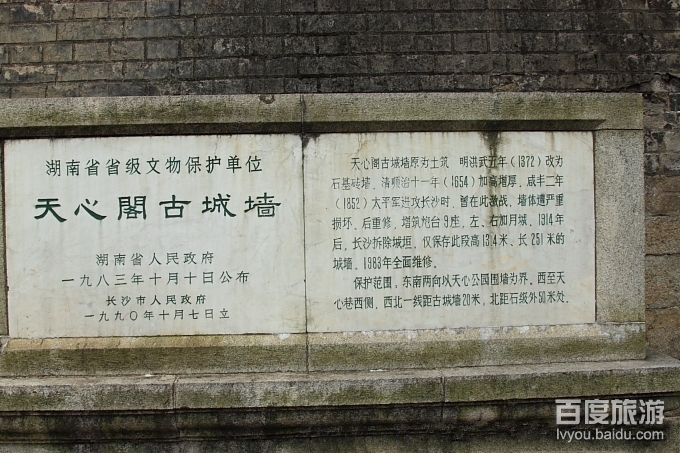 湖南省省级文物保护单位
天心閣古城墙
湖南省人民政府
一九八三年十月十日公布
长沙市人民政府
一九九〇年十月七日立
天心阁古城墙原为土筑 明洪武五年(1372)改为
石基砖墙,清顺治十一年(1654)加高增厚,咸丰二年
(1852)太平军进攻长沙时,曾在此激战,墙体遭严重
损坏,后重修,增筑炮台9座,左、右加月城,1914年
后,长沙拆除城垣,仅保存此段高13.4米、长251米的
城墙,1983年全面维修。
保护范围,东南两向以天心公园围墙为界,西至天
心巷西侧,西北一线距古城墙20米,北距石级外50米处。
百度旅游
lvyou.baidu.com